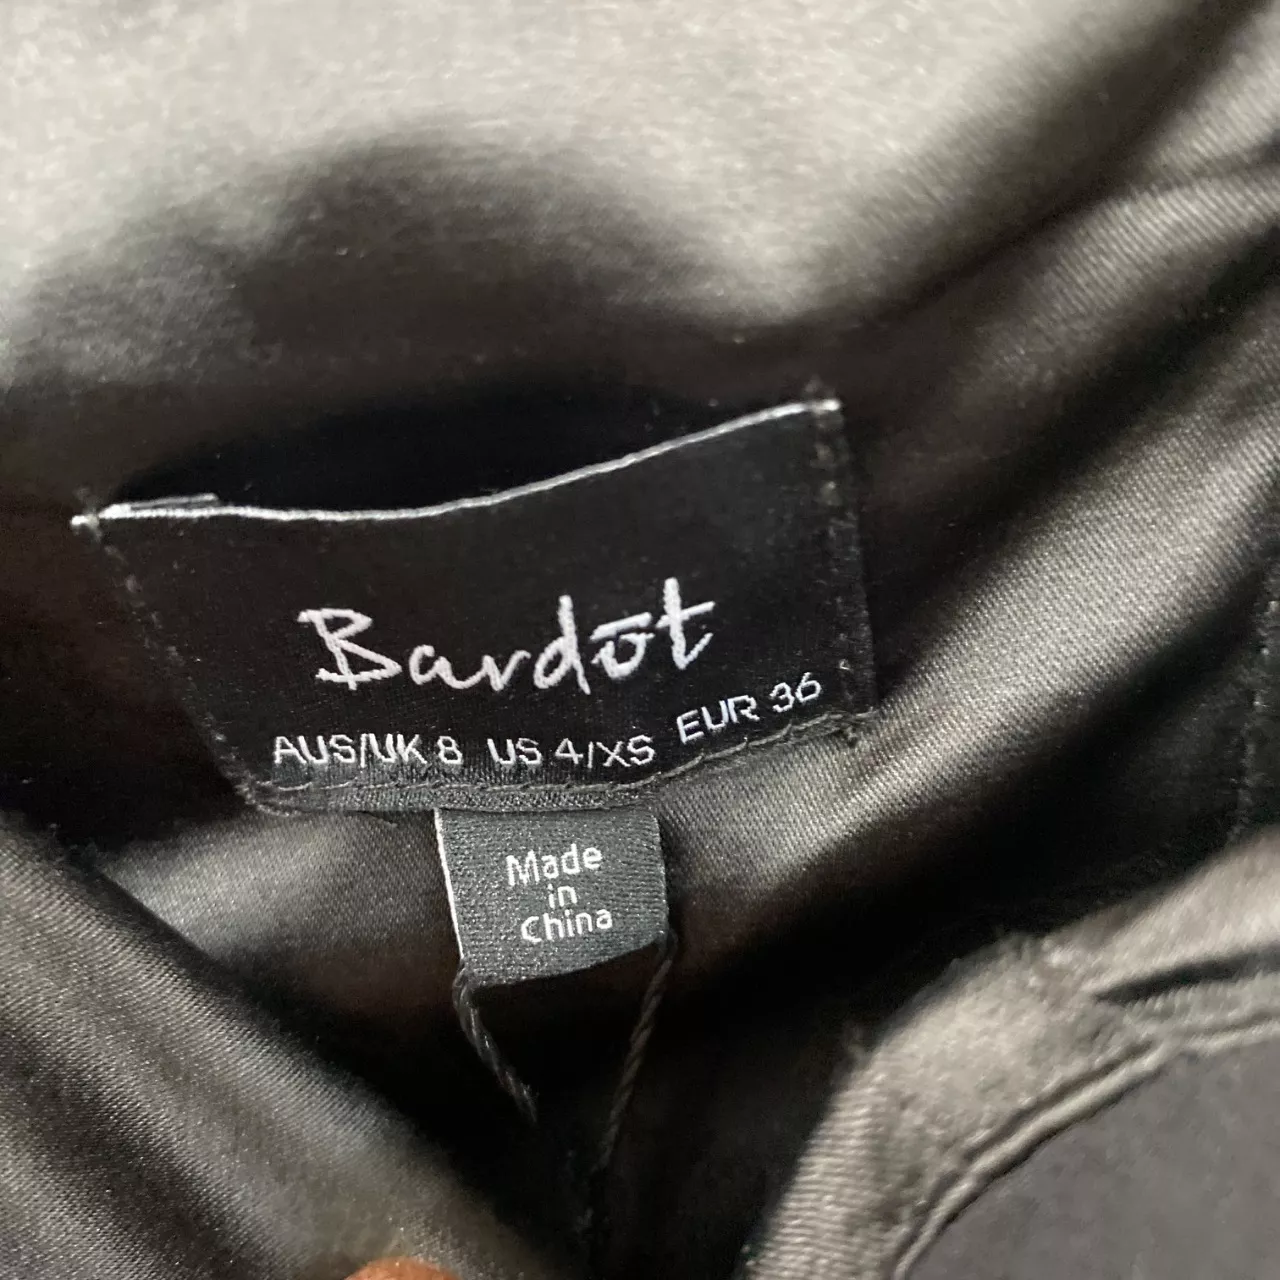 Bardōt
AUS/UK 8 US 4/XS EUR 36
Made
in
China